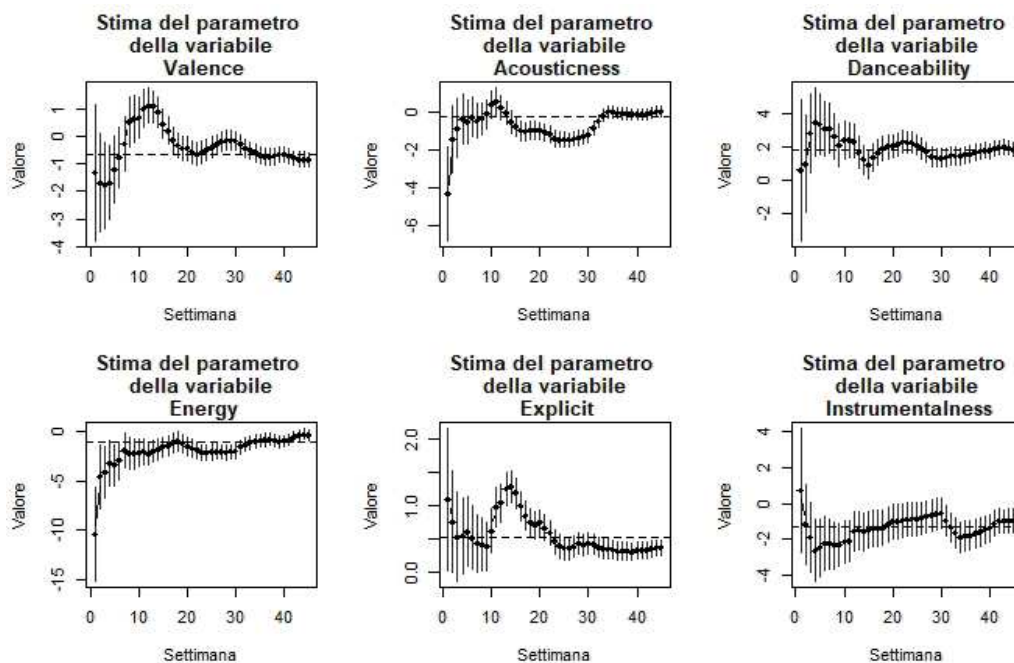 Stima del parametro
della variabile
Valence
Valore
1
0
-1
-2
-3
-4
0 10 20 30 40
Settimana
Stima del parametro
della variabile
Acousticness
Valore
0
-2
-4
-6
0 10 20 30 40
Settimana
Stima del parametro
della variabile
Danceability
Valore
4
2
0
-2
0 10 20 30 40
Settimana
Stima del parametro
della variabile
Energy
Valore
0
-5
-10
-15
0 10 20 30 40
Settimana
Stima del parametro
della variabile
Explicit
Valore
2.0
1.0
0.0
0 10 20 30 40
Settimana
Stima del parametro
della variabile
Instrumentalness
Valore
4
2
0
-2
-4
0 10 20 30 40
Settimana